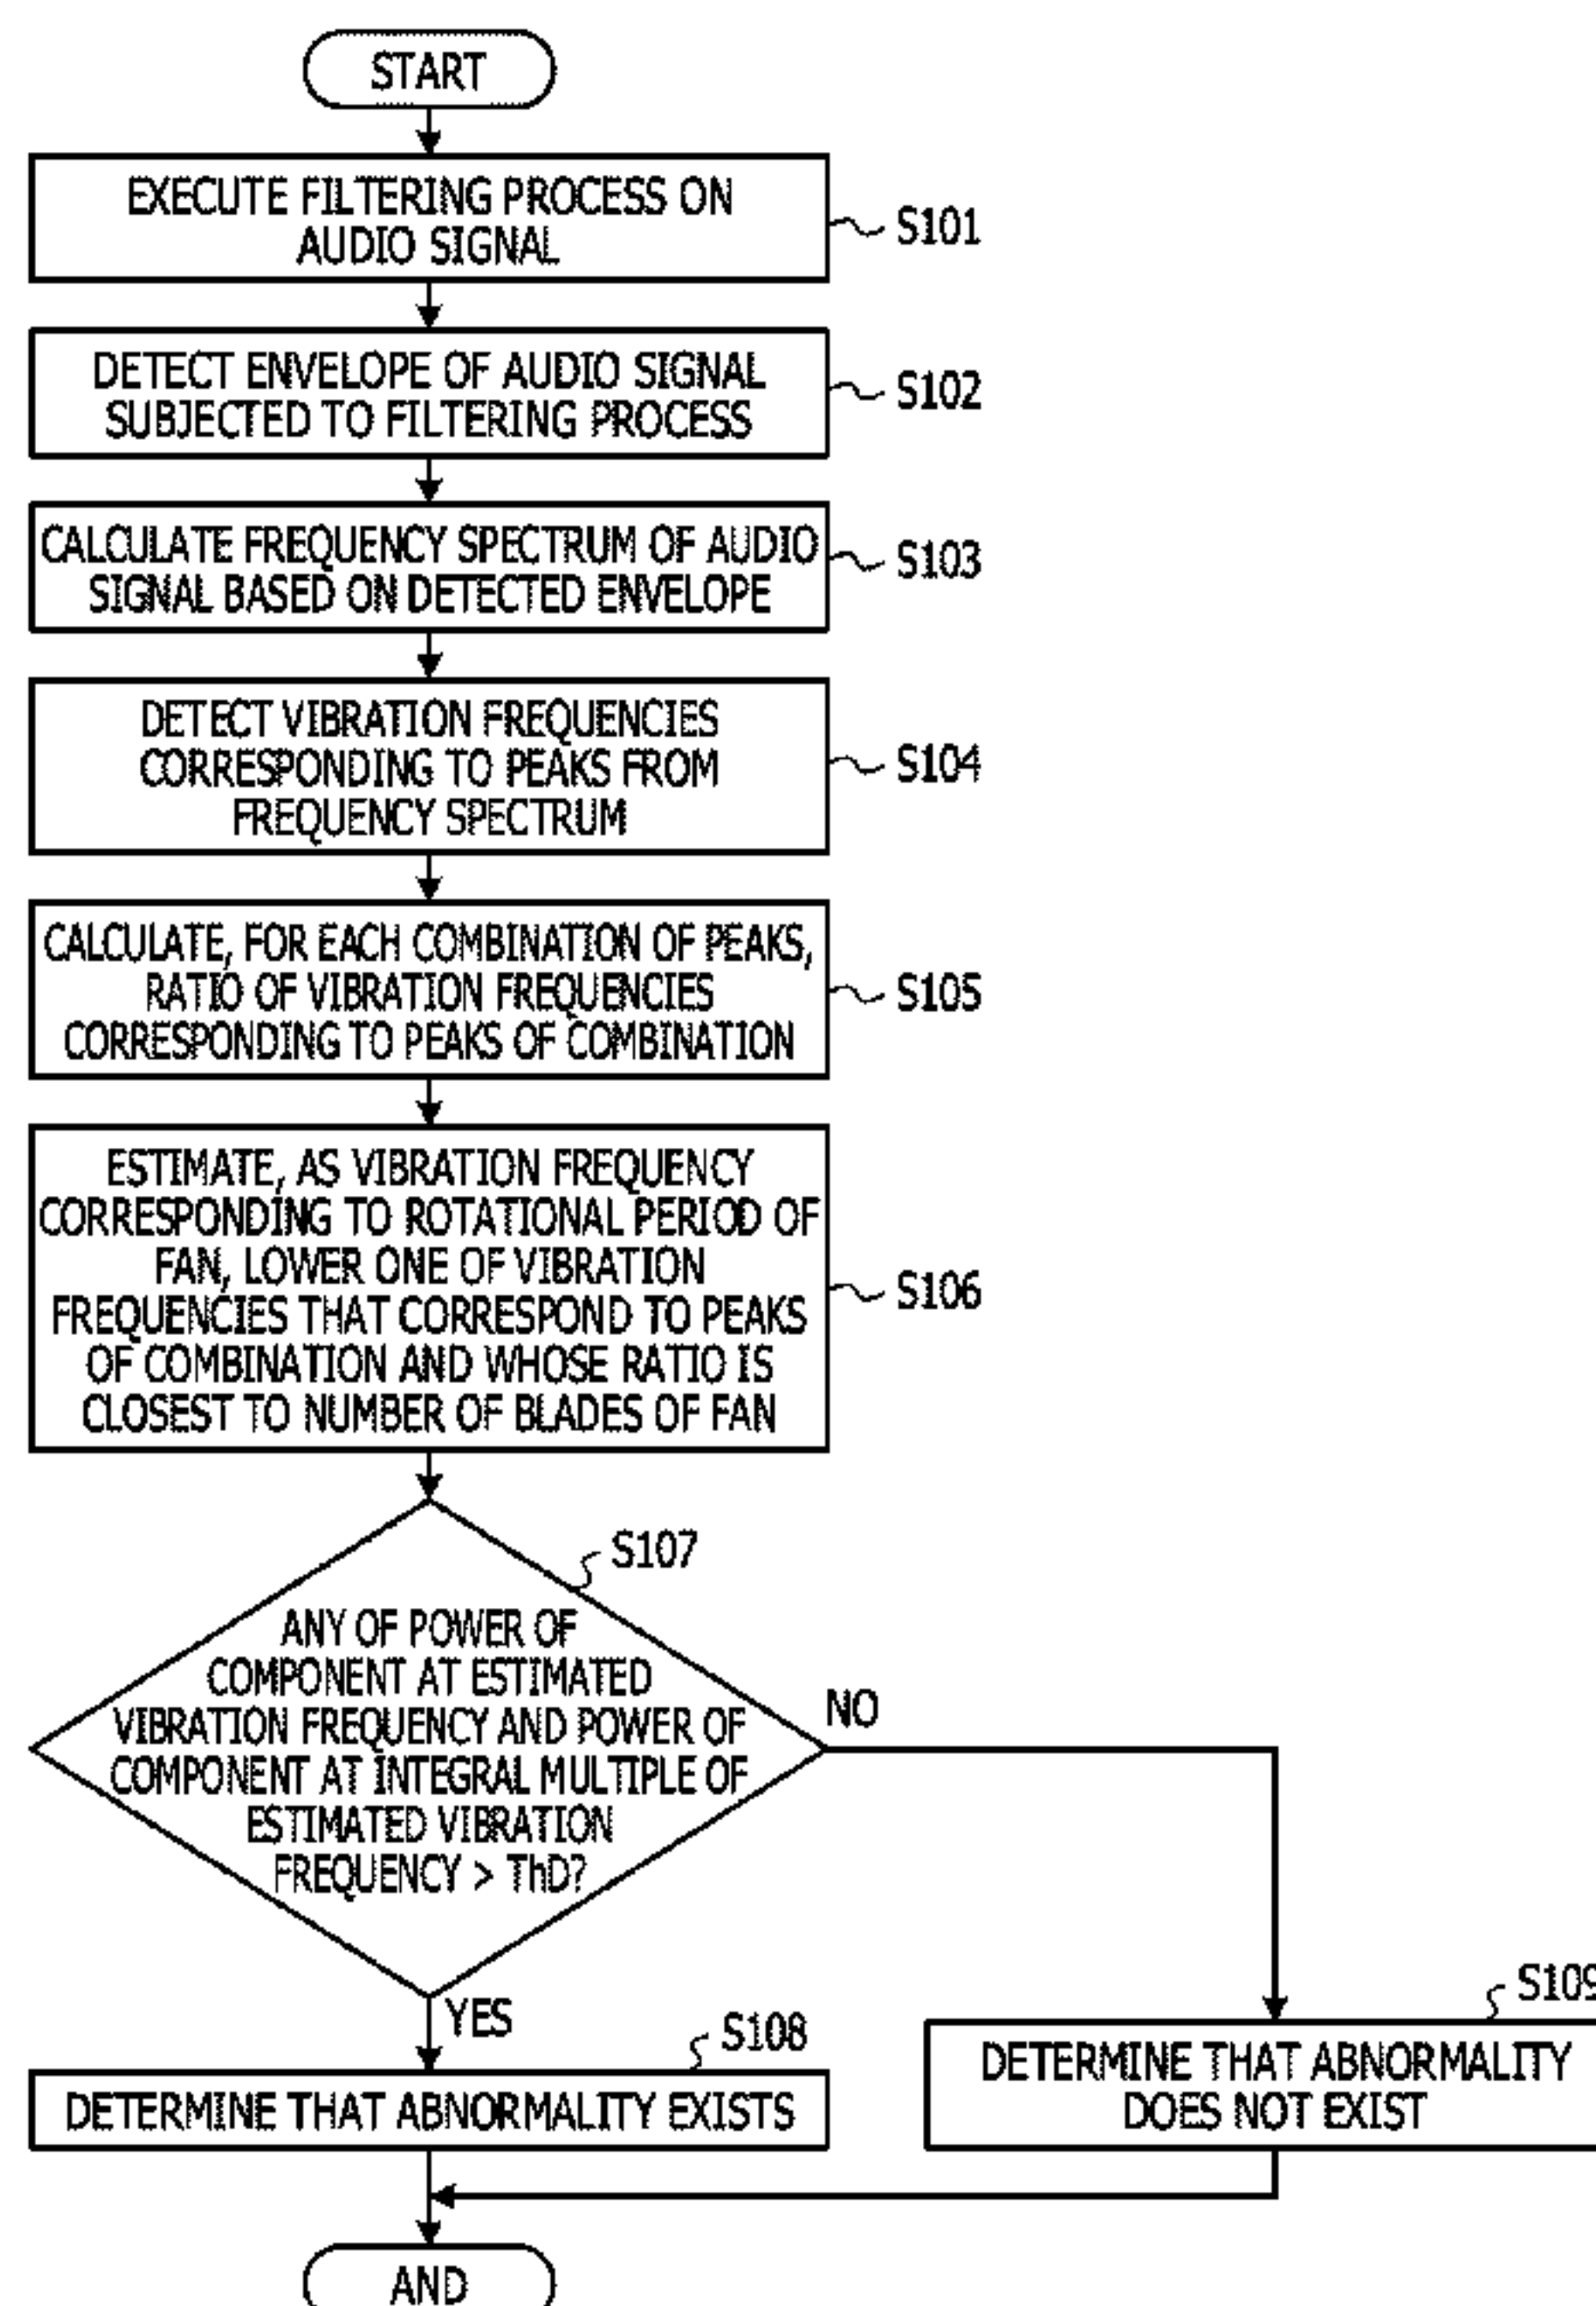 START
EXECUTE FILTERING PROCESS ON
AUDIO SIGNAL
S101
DETECT ENVELOPE OF AUDIO SIGNAL
SUBJECTED TO FILTERING PROCESS
S102
CALCULATE FREQUENCY SPECTRUM OF AUDIO
SIGNAL BASED ON DETECTED ENVELOPE
S103
DETECT VIBRATION FREQUENCIES
CORRESPONDING TO PEAKS FROM
FREQUENCY SPECTRUM
S104
CALCULATE, FOR EACH COMBINATION OF PEAKS,
RATIO OF VIBRATION FREQUENCIES
CORRESPONDING TO PEAKS OF COMBINATION
S105
ESTIMATE, AS VIBRATION FREQUENCY
CORRESPONDING TO ROTATIONAL PERIOD OF
FAN, LOWER ONE OF VIBRATION
FREQUENCIES THAT CORRESPOND TO PEAKS
OF COMBINATION AND WHOSE RATIO IS
CLOSEST TO NUMBER OF BLADES OF FAN
S106
S107
ANY OF POWER OF
COMPONENT AT ESTIMATED
VIBRATION FREQUENCY AND POWER OF
COMPONENT AT INTEGRAL MULTIPLE OF
ESTIMATED VIBRATION
FREQUENCY > ThD?
NO
YES
S108
DETERMINE THAT ABNORMALITY EXISTS
S109
DETERMINE THAT ABNORMALITY
DOES NOT EXIST
AND